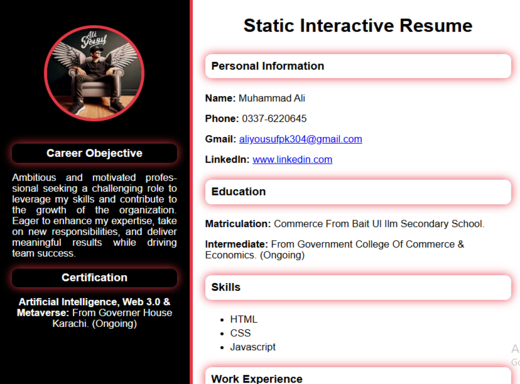 Ali
Yousuf
Career Obejective
Ambitious and motivated profes-
sional seeking a challenging role to
leverage my skills and contribute to
the growth of the organization.
Eager to enhance my expertise, take
on new responsibilities, and deliver
meaningful results while driving
team success.
Certification
Artificial Intelligence, Web 3.0 &
Metaverse: From Governer House
Karachi. (Ongoing)
Static Interactive Resume
Personal Information
Name: Muhammad Ali
Phone: 0337-6220645
Gmail: aliyousufpk304@gmail.com
LinkedIn: www.linkedin.com
Education
Matriculation: Commerce From Bait Ul Ilm Secondary School.
Intermediate: From Government College Of Commerce &
Economics. (Ongoing)
Skills
• HTML
• CSS
• Javascript
Work Experience